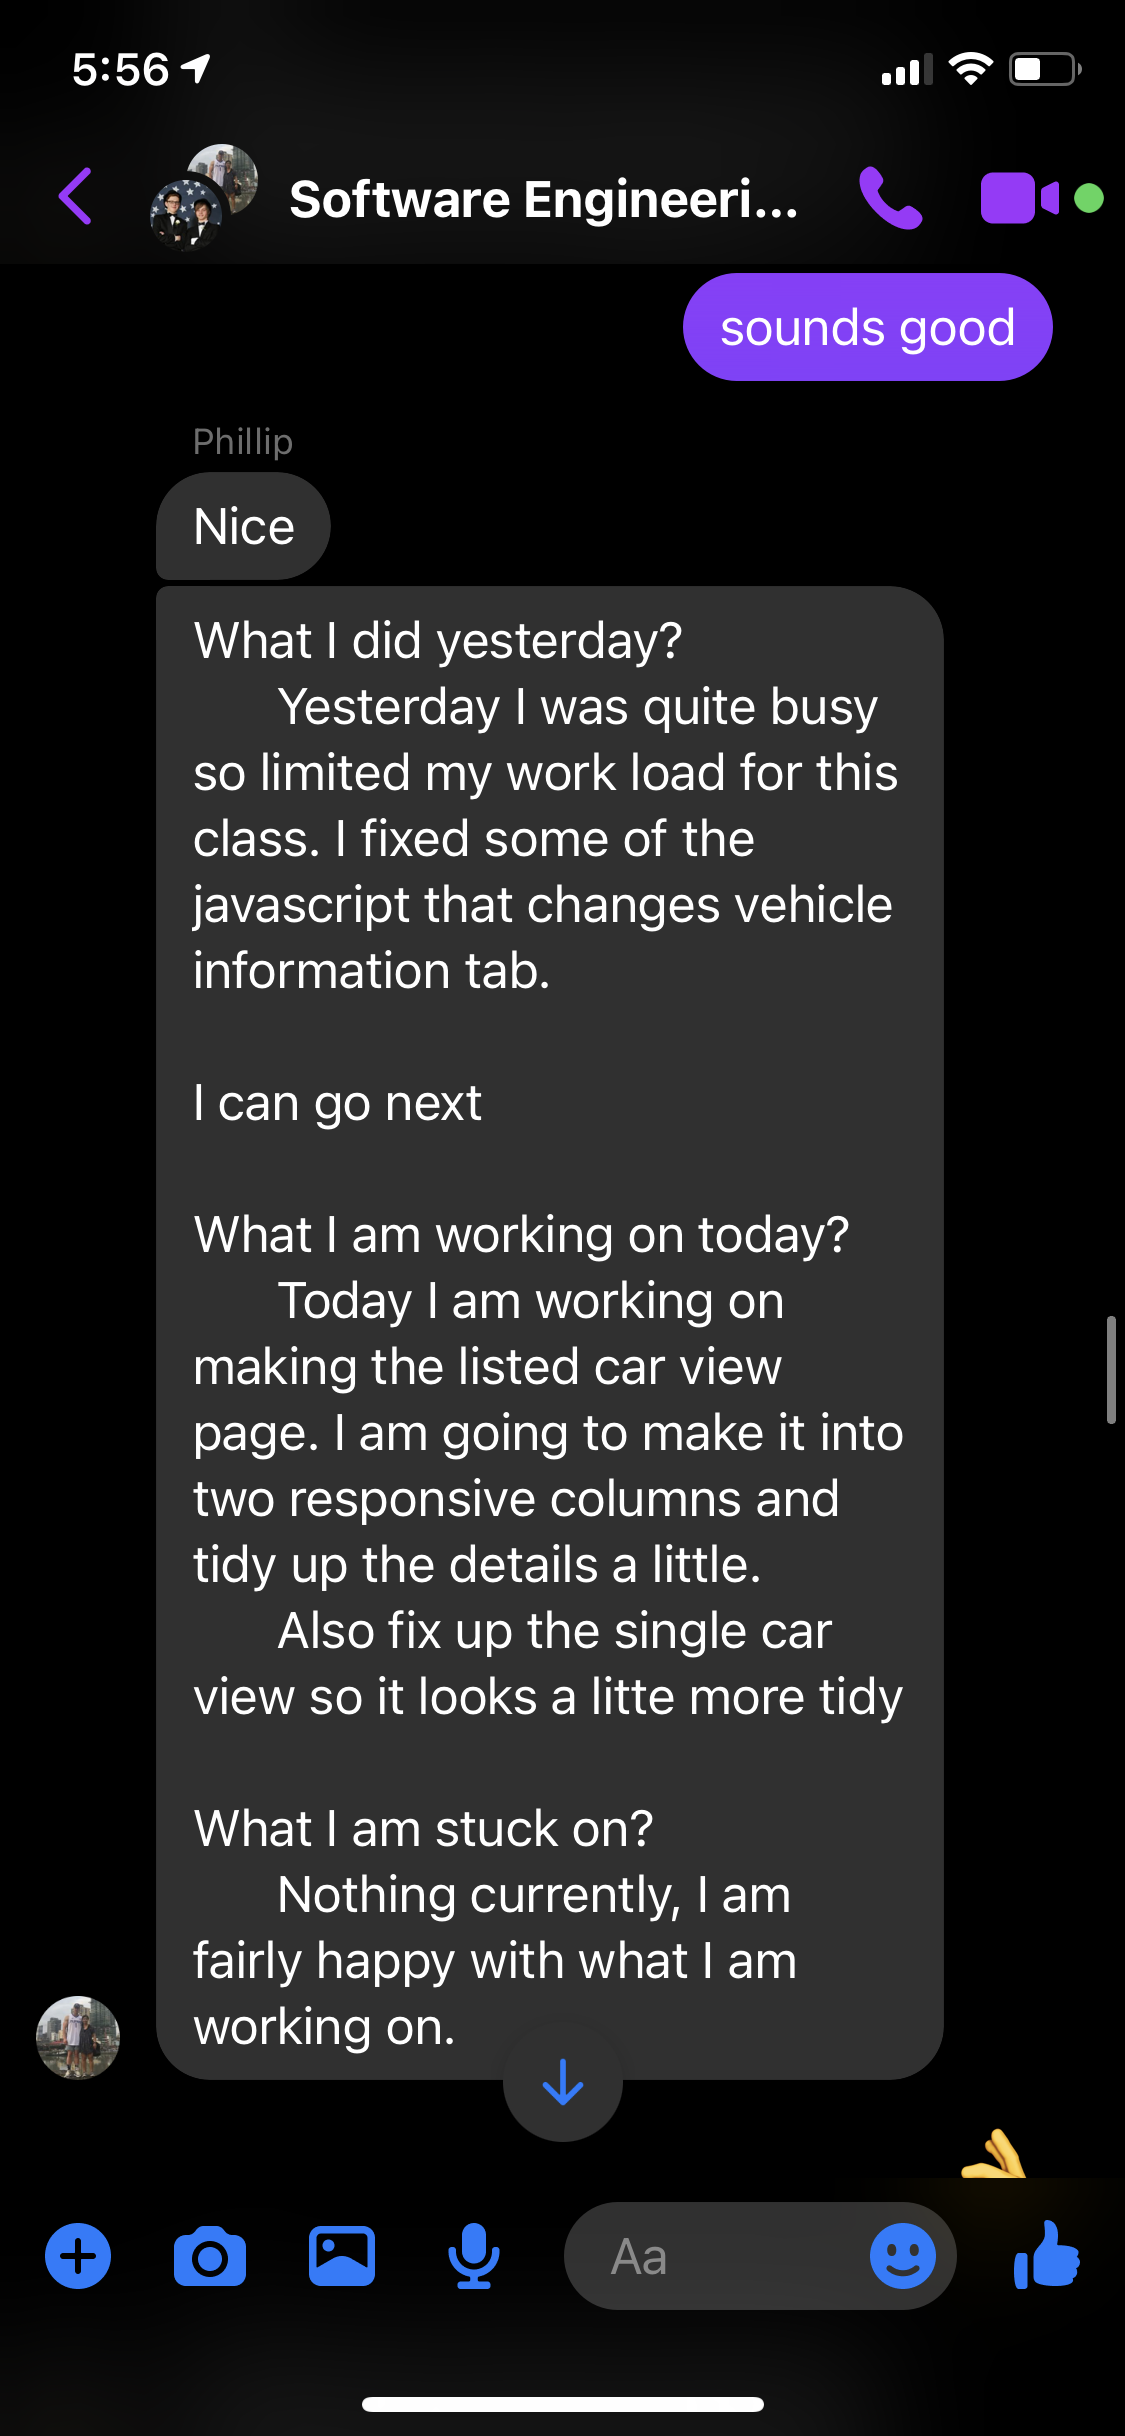 5:56
Software Engineeri...
sounds good
Phillip
Nice
What I did yesterday?
Yesterday I was quite busy
so limited my work load for this
class. I fixed some of the
javascript that changes vehicle
information tab.
I can go next
What I am working on today?
Today I am working on
making the listed car view
page. I am going to make it into
two responsive columns and
tidy up the details a little.
Also fix up the single car
view so it looks a litte more tidy
What I am stuck on?
Nothing currently, I am
fairly happy with what I am
working on.
Aa